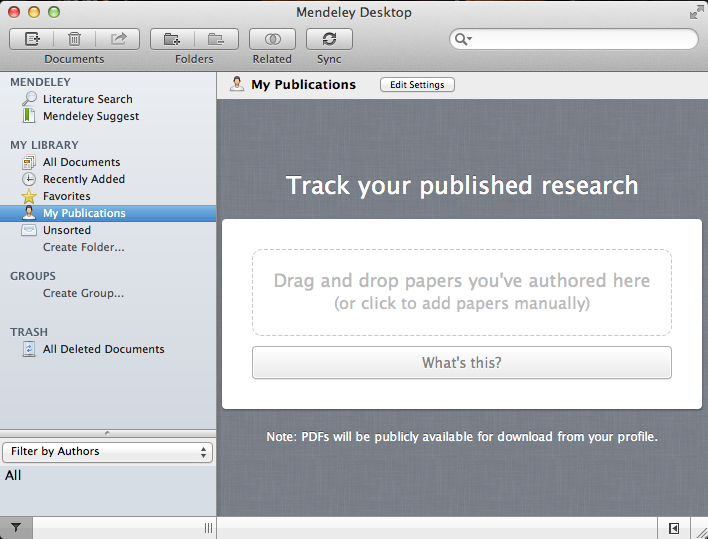 Mendeley Desktop
Documents
Folders
Related
Sync
MENDELEY
Literature Search
Mendeley Suggest
MY LIBRARY
All Documents
Recently Added
Favorites
My Publications
Unsorted
Create Folder...
GROUPS
Create Group...
TRASH
All Deleted Documents
Filter by Authors
All
My Publications
Edit Settings
Track your published research
Drag and drop papers you've authored here
(or click to add papers manually)
What's this?
Note: PDFs will be publicly available for download from your profile.